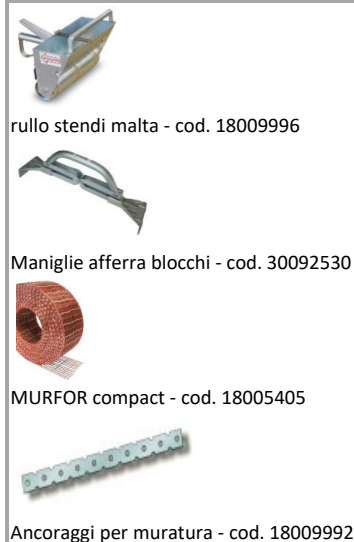 rullo stendi malta - cod. 18009996
Maniglie afferra blocchi - cod. 30092530
MURFOR compact - cod. 18005405
Ancoraggi per muratura - cod. 18009992